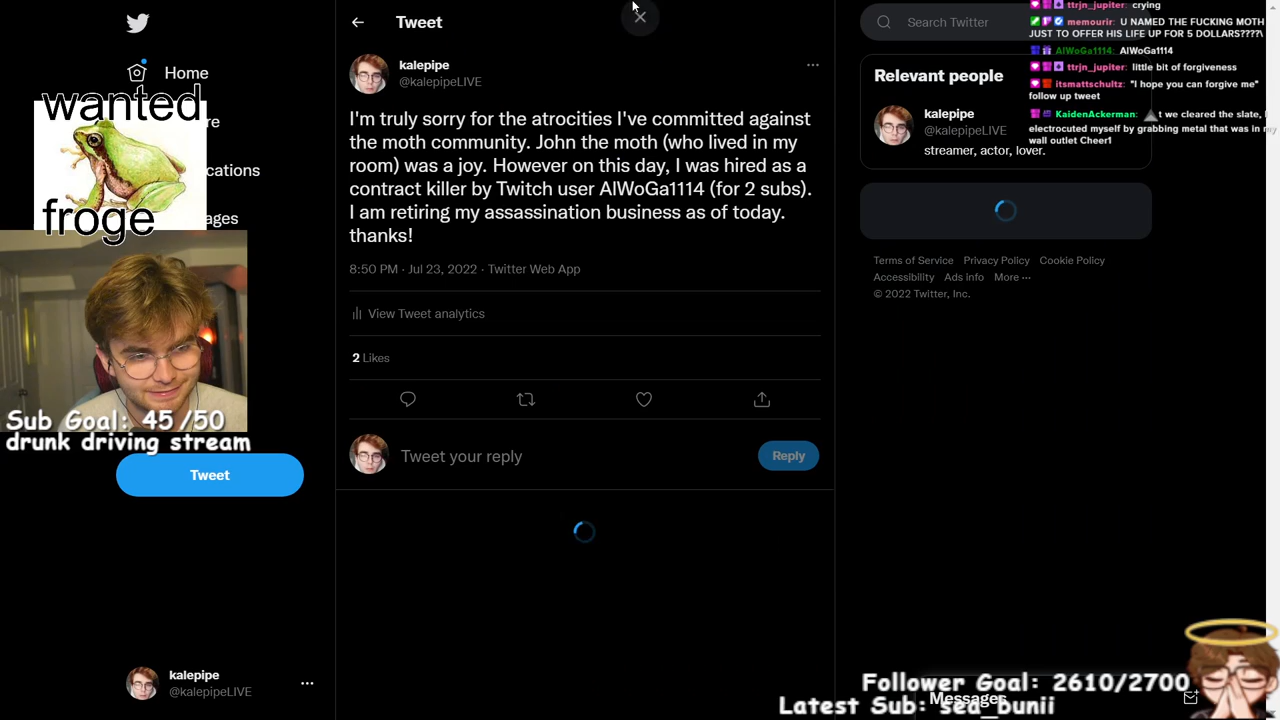 Home
wanted
re
cations
ages
froge
Sub Goal: 45/50
drunk driving stream
Tweet
kalepipe
@kalepipeLIVE
Tweet
kalepipe
@kalepipeLIVE
I'm truly sorry for the atrocities I've committed against
the moth community. John the moth (who lived in my
room) was a joy. However on this day, I was hired as a
contract killer by Twitch user AlWoGa1114 (for 2 subs).
I am retiring my assassination business as of today.
thanks!
8:50 PM · Jul 23, 2022 · Twitter Web App
View Tweet analytics
2 Likes
Tweet your reply
Reply
Search Twitter
Relevant people
kalepipe
@kalepipeLIVE
streamer, actor, lover.
Terms of Service Privacy Policy Cookie Policy
Accessibility Ads info More ···
© 2022 Twitter, Inc.
ttrjn_jupiter: crying
memourir: U NAMED THE FUCKING MOTH
JUST TO OFFER HIS LIFE UP FOR 5 DOLLARS????\
AlWoGa1114: AlWoGa1114
ttrjn_jupiter: little bit of forgiveness
itsmattschultz: "I hope you can forgive me"
follow up tweet
KaidenAckerman: t we cleared the slate, I
electrocuted myself by grabbing metal that was in my
wall outlet Cheer1
Follower Goal: 2610/2700
Messages
Latest Sub: sea_bunii